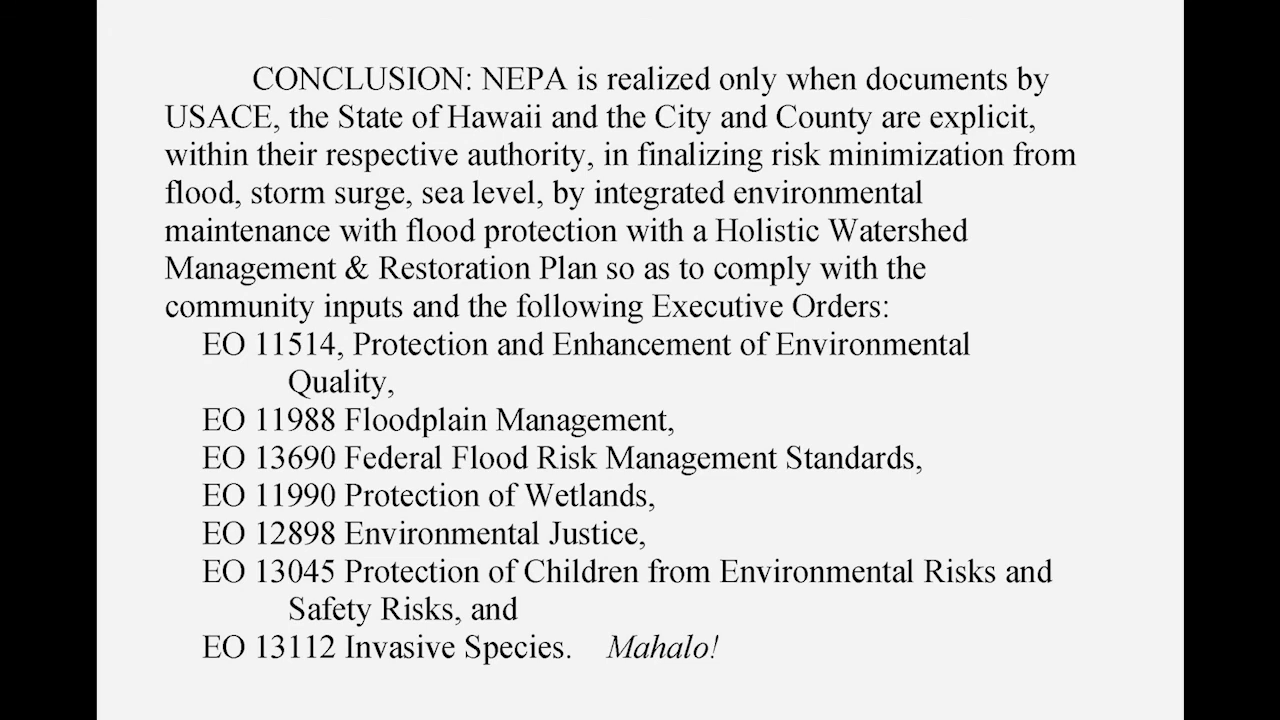 CONCLUSION: NEPA is realized only when documents by
USACE, the State of Hawaii and the City and County are explicit,
within their respective authority, in finalizing risk minimization from
flood, storm surge, sea level, by integrated environmental
maintenance with flood protection with a Holistic Watershed
Management & Restoration Plan so as to comply with the
community inputs and the following Executive Orders:
EO 11514, Protection and Enhancement of Environmental
Quality,
EO 11988 Floodplain Management,
EO 13690 Federal Flood Risk Management Standards,
EO 11990 Protection of Wetlands,
EO 12898 Environmental Justice,
EO 13045 Protection of Children from Environmental Risks and
Safety Risks, and
EO 13112 Invasive Species. Mahalo!